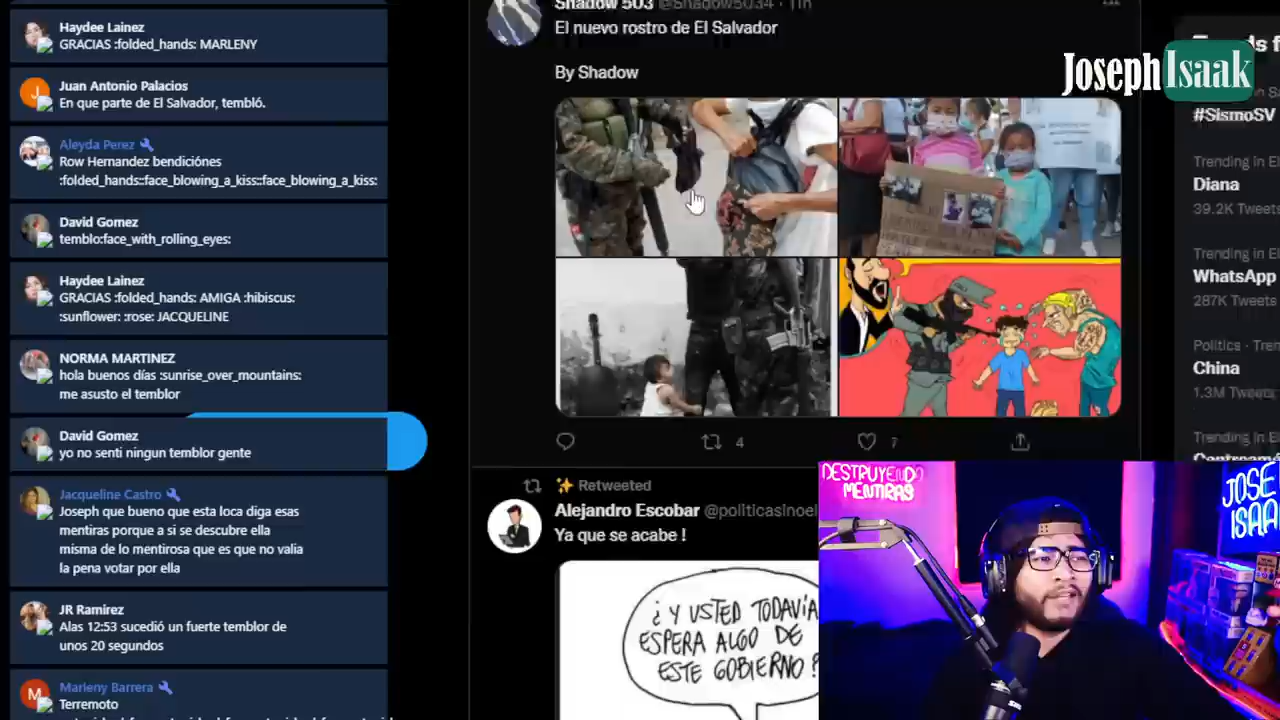 Haydee Lainez
GRACIAS :folded_hands: MARLENY
Juan Antonio Palacios
En que parte de El Salvador, tembló.
Aleyda Perez
Row Hernandez bendiciónes
:folded_hands::face_blowing_a_kiss::face_blowing_a_kiss:
David Gomez
temblo:face_with_rolling_eyes:
Haydee Lainez
GRACIAS :folded_hands: AMIGA :hibiscus:
:sunflower: :rose: JACQUELINE
NORMA MARTINEZ
hola buenos días :sunrise_over_mountains:
me asusto el temblor
David Gomez
yo no senti ningun temblor gente
Jacqueline Castro
Joseph que bueno que esta loca diga esas
mentiras porque a si se descubre ella
misma de lo mentirosa que es que no valia
la pena votar por ella
JR Ramirez
Alas 12:53 sucedió un fuerte temblor de
unos 20 segundos
M
Marleny Barrera
Terremoto
Shadow 503 @Shadow5034 · 11h
El nuevo rostro de El Salvador
By Shadow
4
7
Retweeted
Alejandro Escobar @politicasinoel
Ya que se acabe !
¿Y USTED TODAVÍA
ESPERA ALGO DE
ESTE GOBIERNO?
Joseph Isaak
#SismoSV
Trending in El
Diana
39.2K Tweets
Trending in El
WhatsApp
287K Tweets
Politics · Tren
China
1.3M Tweets
Trending in El
DESTRUYENDO
MENTIRAS
JOSE
ISAA